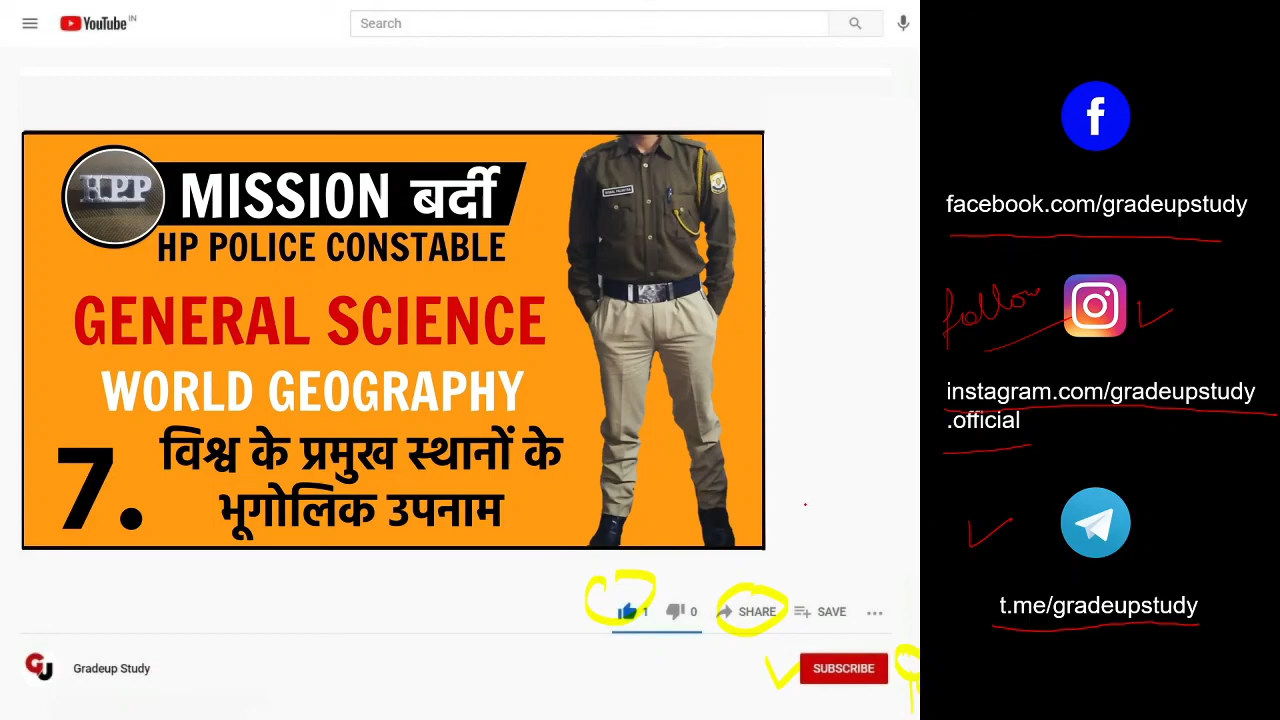 YouTube IN
Search
HPP
MISSION बर्दी
HP POLICE CONSTABLE
GENERAL SCIENCE
WORLD GEOGRAPHY
7. विश्व के प्रमुख स्थानों के
भूगोलिक उपनाम
1 0 SHARE SAVE
GJ Gradeup Study
SUBSCRIBE
facebook.com/gradeupstudy
follow
instagram.com/gradeupstudy
.official
t.me/gradeupstudy